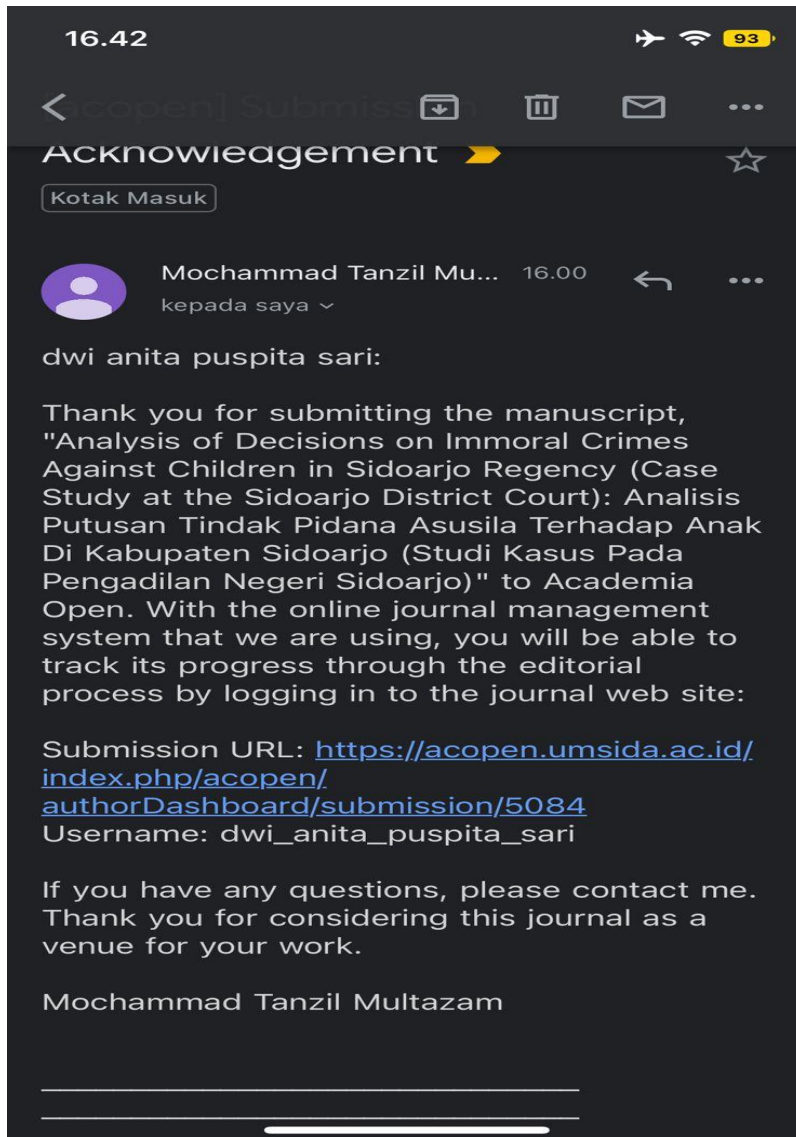 16.42
93
[acopen] Submission
Acknowledgement
Kotak Masuk
Mochammad Tanzil Mu... 16.00
kepada saya
dwi anita puspita sari:
Thank you for submitting the manuscript,
"Analysis of Decisions on Immoral Crimes
Against Children in Sidoarjo Regency (Case
Study at the Sidoarjo District Court): Analisis
Putusan Tindak Pidana Asusila Terhadap Anak
Di Kabupaten Sidoarjo (Studi Kasus Pada
Pengadilan Negeri Sidoarjo)" to Academia
Open. With the online journal management
system that we are using, you will be able to
track its progress through the editorial
process by logging in to the journal web site:
Submission URL: https://acopen.umsida.ac.id/
index.php/acopen/
authorDashboard/submission/5084
Username: dwi_anita_puspita_sari
If you have any questions, please contact me.
Thank you for considering this journal as a
venue for your work.
Mochammad Tanzil Multazam